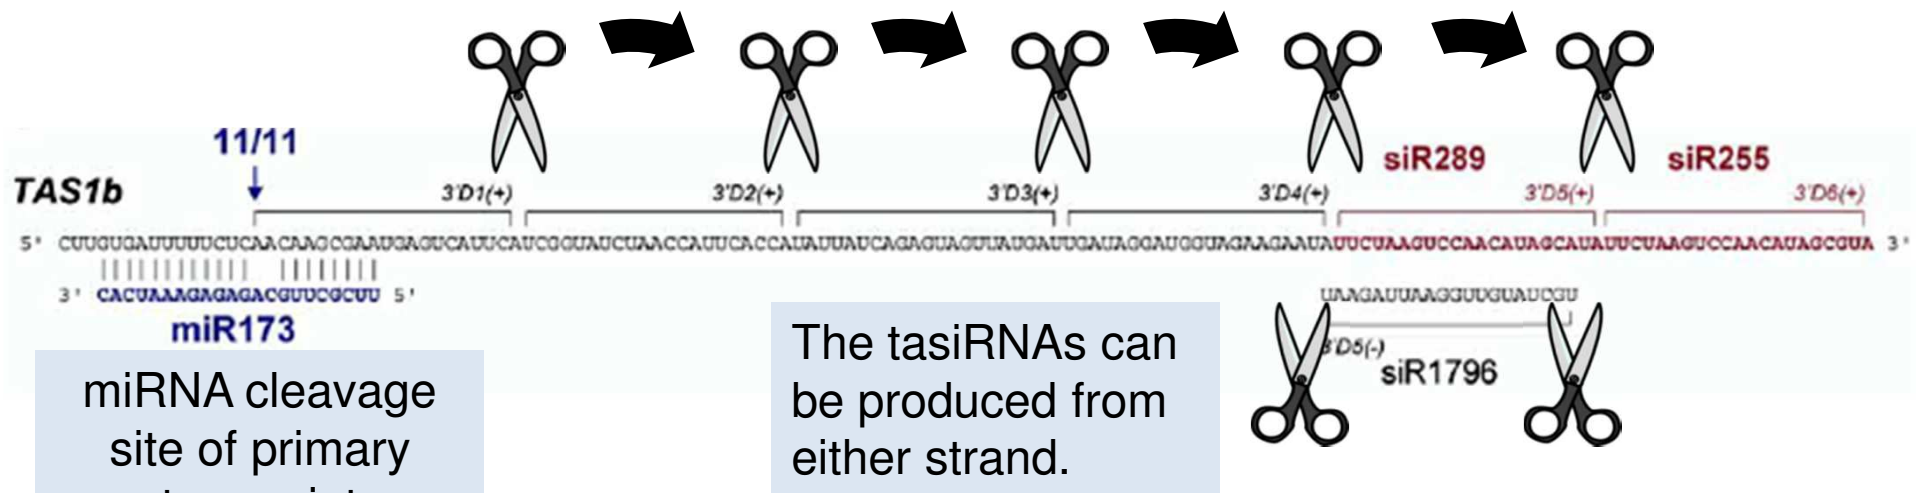 11/11
siR289
siR255
TAS1b
3'D1(+)
3'D2(+)
3'D3(+)
3'D4(+)
3'D5(+)
3'D6(+)
5'
3'
3' CACUAAAGAGAGACGUUCGCUU 5'
miR173
UAAGAUUAAGGUUGUAUCGU
3'D5(-)
siR1796
miRNA cleavage
site of primary
The tasiRNAs can
be produced from
either strand.